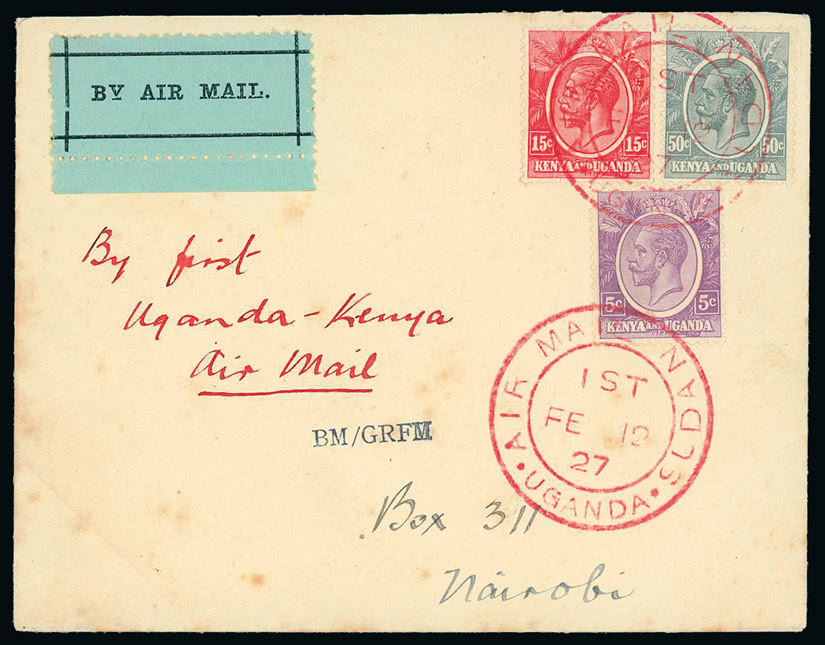 BY AIR MAIL.
15c 15c
KENYA AND UGANDA
50c 50c
KENYA AND UGANDA
5c 5c
KENYA AND UGANDA
By first
Uganda-Kenya
Air Mail
AIR MAIL
1ST
FE 12
27
• UGANDA •
BM/GRFM
Box 311
Nairobi